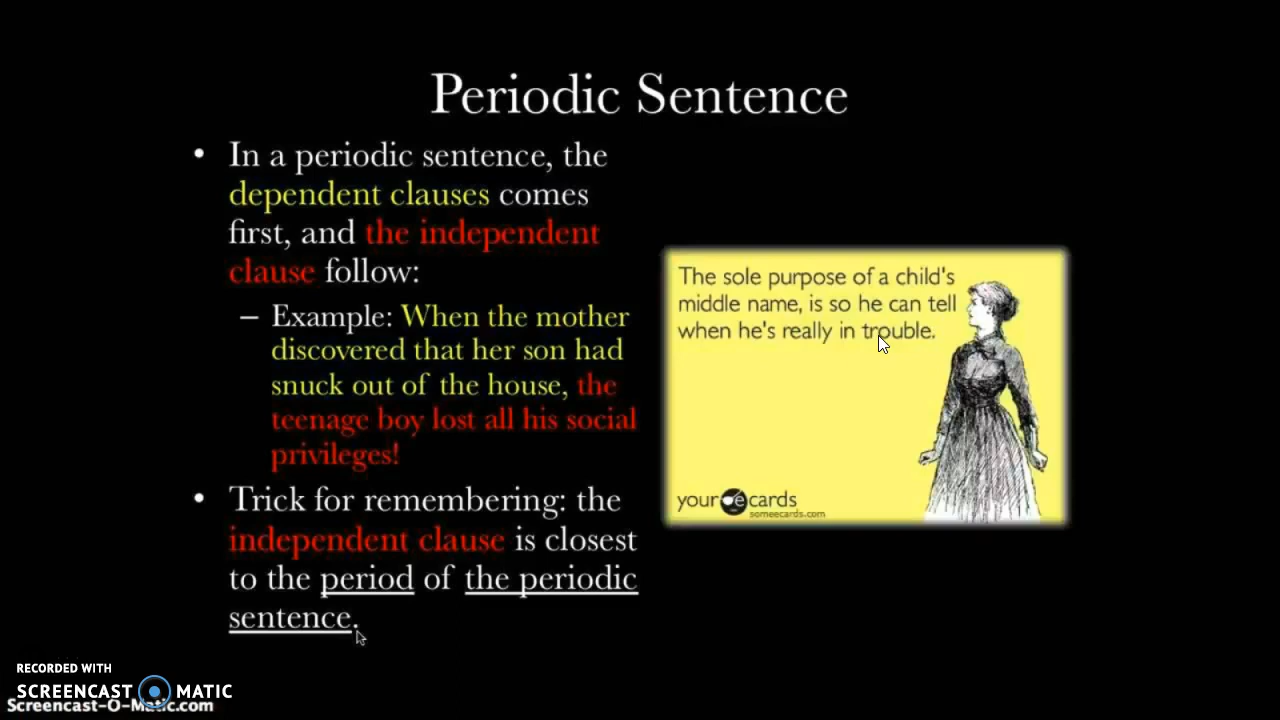 Periodic Sentence
• In a periodic sentence, the
dependent clauses comes
first, and the independent
clause follow:
– Example: When the mother
discovered that her son had
snuck out of the house, the
teenage boy lost all his social
privileges!
• Trick for remembering: the
independent clause is closest
to the period of the periodic
sentence.
The sole purpose of a child's
middle name, is so he can tell
when he's really in trouble.
your e cards
someecards.com
RECORDED WITH
SCREENCAST MATIC
Screencast-O-Matic.com